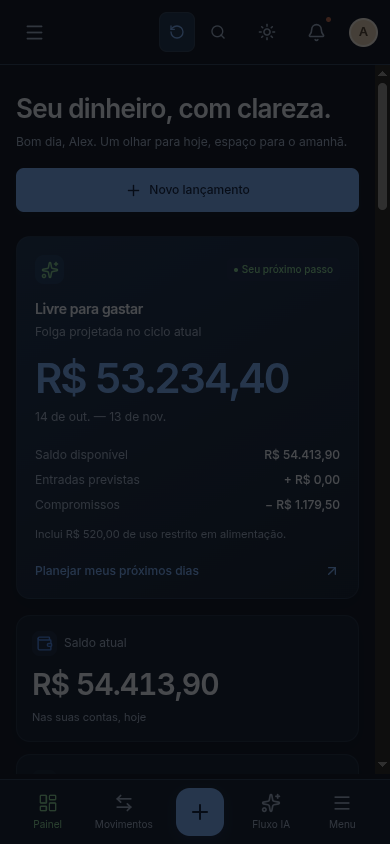 A
Seu dinheiro, com clareza.
Bom dia, Alex. Um olhar para hoje, espaço para o amanhã.
Novo lançamento
Seu próximo passo
Livre para gastar
Folga projetada no ciclo atual
R$ 53.234,40
14 de out. — 13 de nov.
Saldo disponível R$ 54.413,90
Entradas previstas + R$ 0,00
Compromissos − R$ 1.179,50
Inclui R$ 520,00 de uso restrito em alimentação.
Planejar meus próximos dias
Saldo atual
R$ 54.413,90
Nas suas contas, hoje
Painel Movimentos Fluxo IA Menu